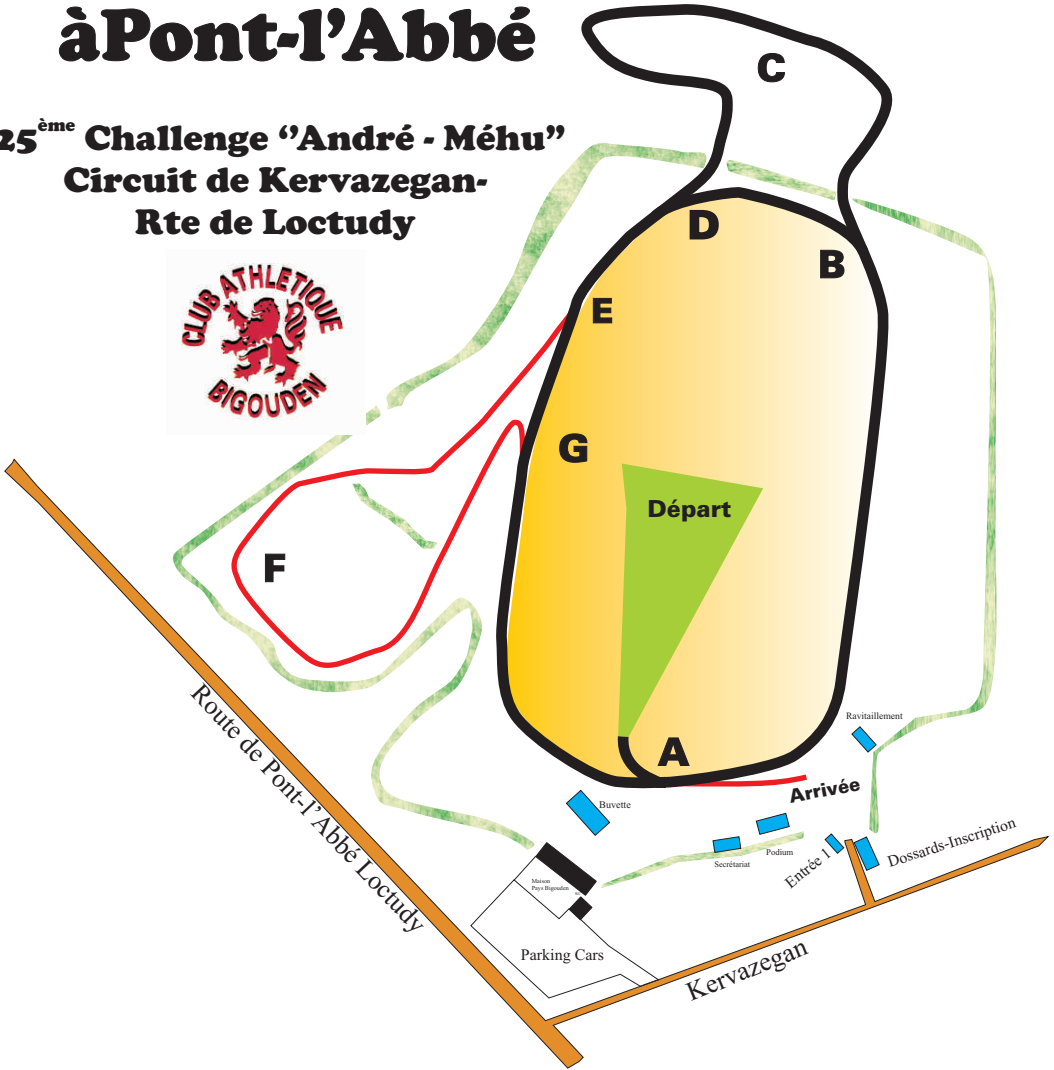 àPont-l’Abbé
25ème Challenge ‘’André - Méhu’’
Circuit de Kervazegan-
Rte de Loctudy
CLUB ATHLETIQUE
BIGOUDEN
C
D
B
E
G
Départ
F
A
Ravitaillement
Arrivée
Buvette
Secrétariat
Podium
Entrée 1
Dossards-Inscription
Maison
Pays Bigouden
Parking Cars
Kervazegan
Route de Pont-l’Abbé Loctudy